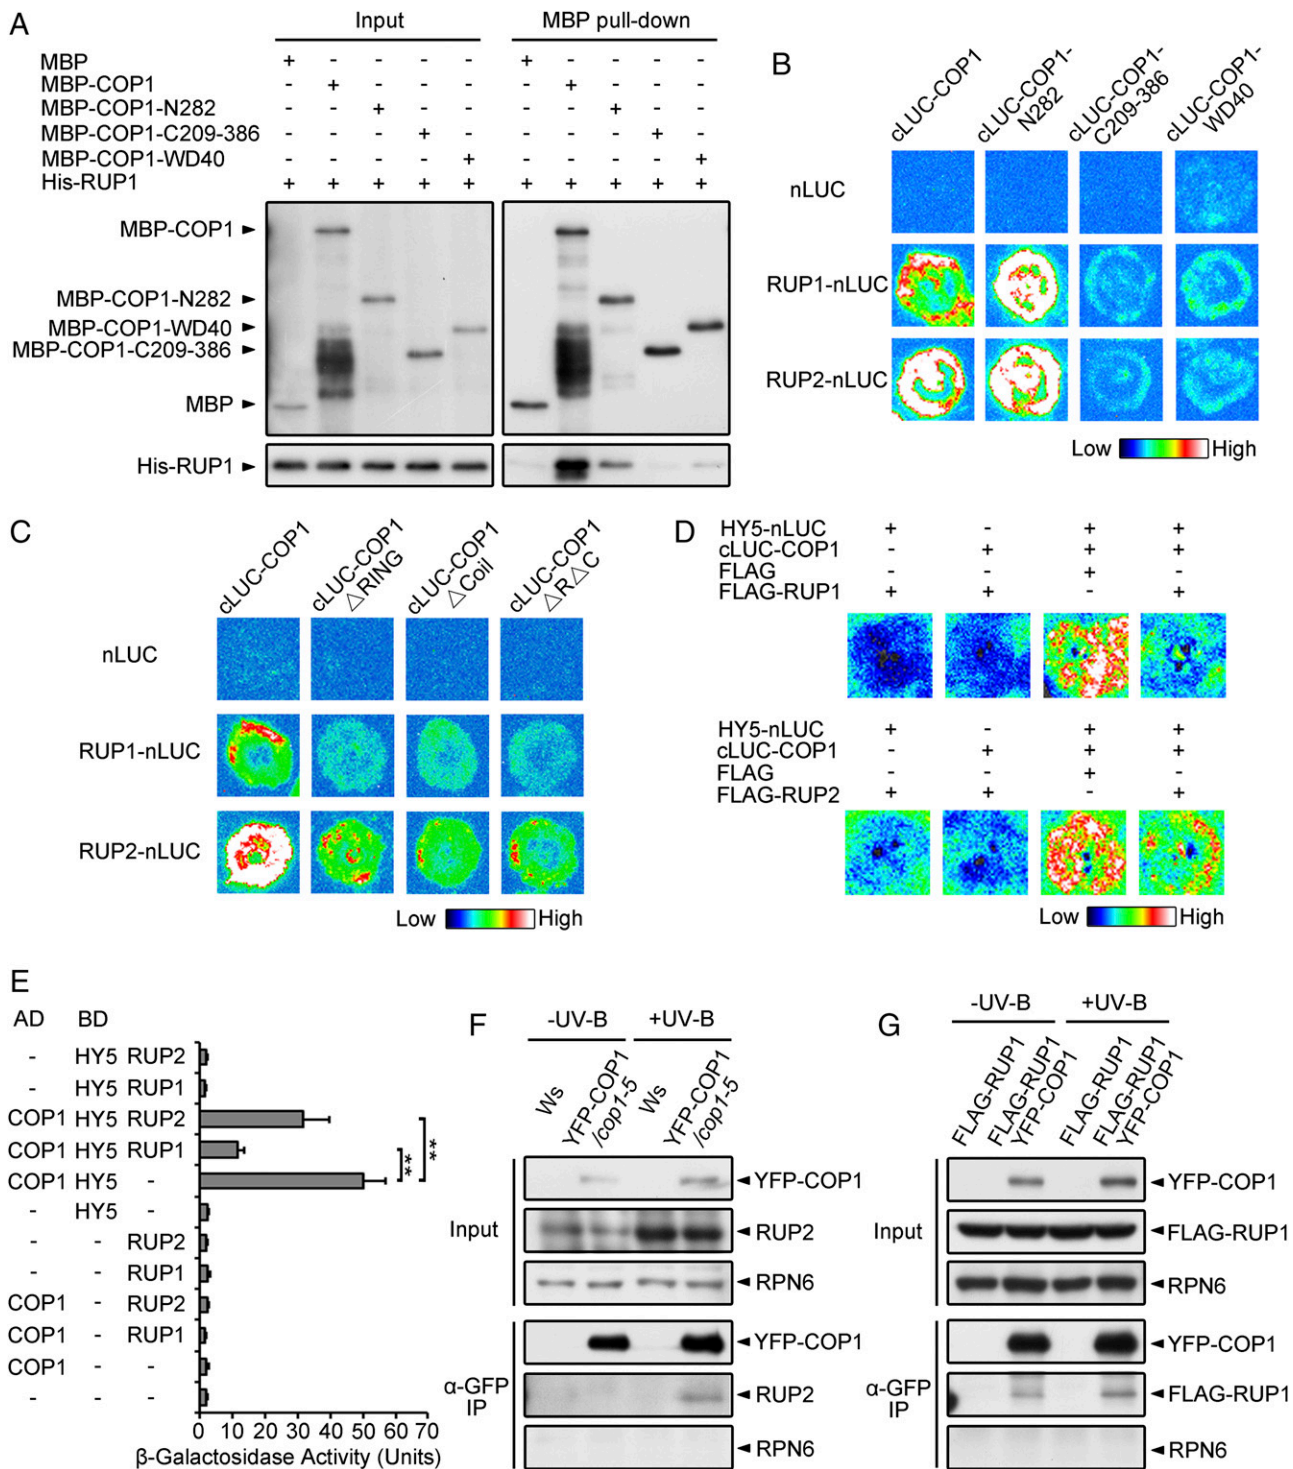 A
Input
MBP pull-down
MBP + - - - - + - - - -
MBP-COP1 - + - - - - + - - -
MBP-COP1-N282 - - + - - - - + - -
MBP-COP1-C209-386 - - - + - - - - + -
MBP-COP1-WD40 - - - - + - - - - +
His-RUP1 + + + + + + + + + +
MBP-COP1
MBP-COP1-N282
MBP-COP1-WD40
MBP-COP1-C209-386
MBP
His-RUP1
B
cLUC-COP1
cLUC-COP1-
N282
cLUC-COP1-
C209-386
cLUC-COP1-
WD40
nLUC
RUP1-nLUC
RUP2-nLUC
Low High
C
cLUC-COP1
cLUC-COP1
△RING
cLUC-COP1
△Coil
cLUC-COP1
△R△C
nLUC
RUP1-nLUC
RUP2-nLUC
Low High
D
HY5-nLUC + - + +
cLUC-COP1 - + + +
FLAG - - + -
FLAG-RUP1 + + - +
HY5-nLUC + - + +
cLUC-COP1 - + + +
FLAG - - + -
FLAG-RUP2 + + - +
Low High
E
AD BD
- HY5 RUP2
- HY5 RUP1
COP1 HY5 RUP2
COP1 HY5 RUP1
COP1 HY5 -
- HY5 -
- - RUP2
- - RUP1
COP1 - RUP2
COP1 - RUP1
COP1 - -
- - -
**
**
0 10 20 30 40 50 60 70
β-Galactosidase Activity (Units)
F
-UV-B +UV-B
Ws
YFP-COP1
/cop1-5
Ws
YFP-COP1
/cop1-5
Input
YFP-COP1
RUP2
RPN6
α-GFP
IP
YFP-COP1
RUP2
RPN6
G
-UV-B +UV-B
FLAG-RUP1
FLAG-RUP1
YFP-COP1
FLAG-RUP1
FLAG-RUP1
YFP-COP1
Input
YFP-COP1
FLAG-RUP1
RPN6
α-GFP
IP
YFP-COP1
FLAG-RUP1
RPN6